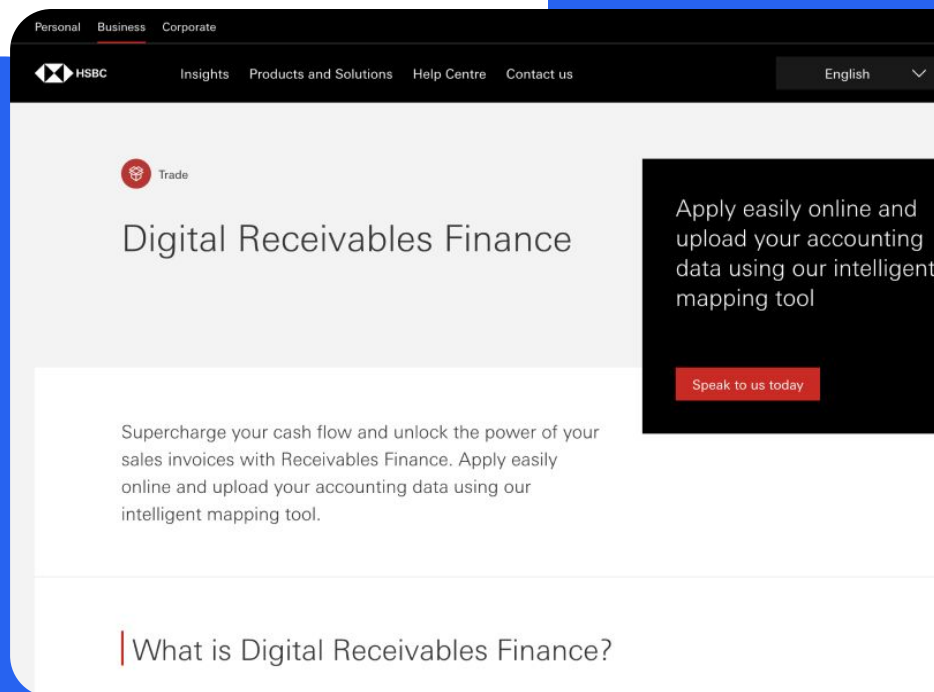 Personal Business Corporate
HSBC Insights Products and Solutions Help Centre Contact us English
Trade
Digital Receivables Finance
Apply easily online and
upload your accounting
data using our intelligent
mapping tool
Speak to us today
Supercharge your cash flow and unlock the power of your
sales invoices with Receivables Finance. Apply easily
online and upload your accounting data using our
intelligent mapping tool.
What is Digital Receivables Finance?